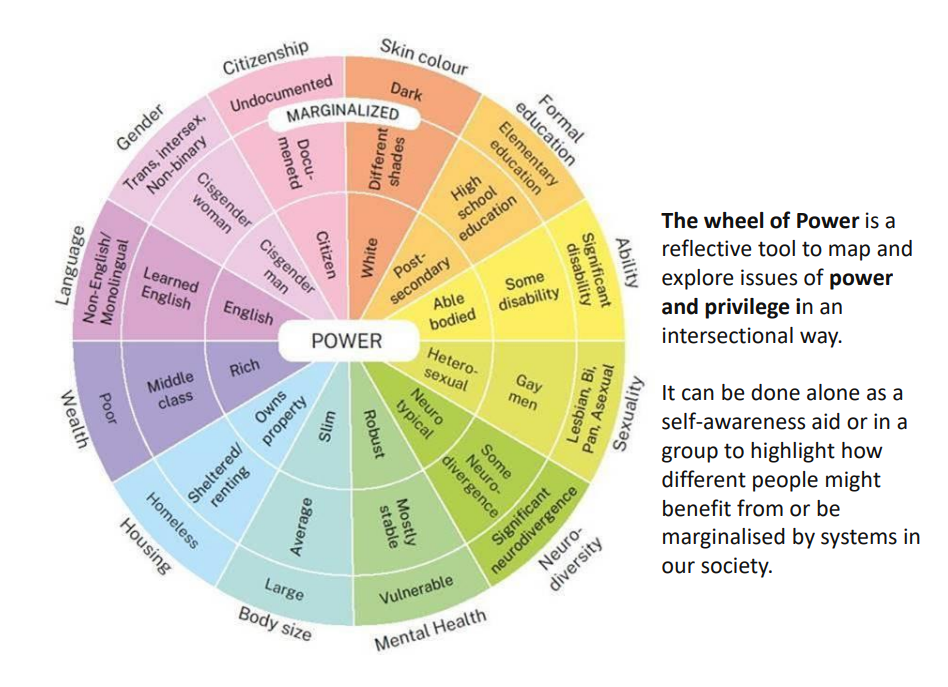 Citizenship
Undocumented
Docu-
menetd
Citizen
Skin colour
Dark
Different
shades
White
Formal
education
Elementary
education
High
school
education
Post-
secondary
Ability
Significant
disability
Some
disability
Able
bodied
Sexuality
Lesbian, Bi,
Pan, Asexual
Gay
men
Hetero-
sexual
Neuro-
diversity
Significant
neurodivergence
Some
Neuro-
divergence
Neuro
typical
Mental Health
Vulnerable
Mostly
stable
Robust
Body size
Large
Average
Slim
Housing
Homeless
Sheltered/
renting
Owns
property
Wealth
Poor
Middle
class
Rich
Language
Non-English/
Monolingual
Learned
English
English
Gender
Trans, intersex,
Non-binary
Cisgender
woman
Cisgender
man
MARGINALIZED
POWER
The wheel of Power is a
reflective tool to map and
explore issues of power
and privilege in an
intersectional way.
It can be done alone as a
self-awareness aid or in a
group to highlight how
different people might
benefit from or be
marginalised by systems in
our society.